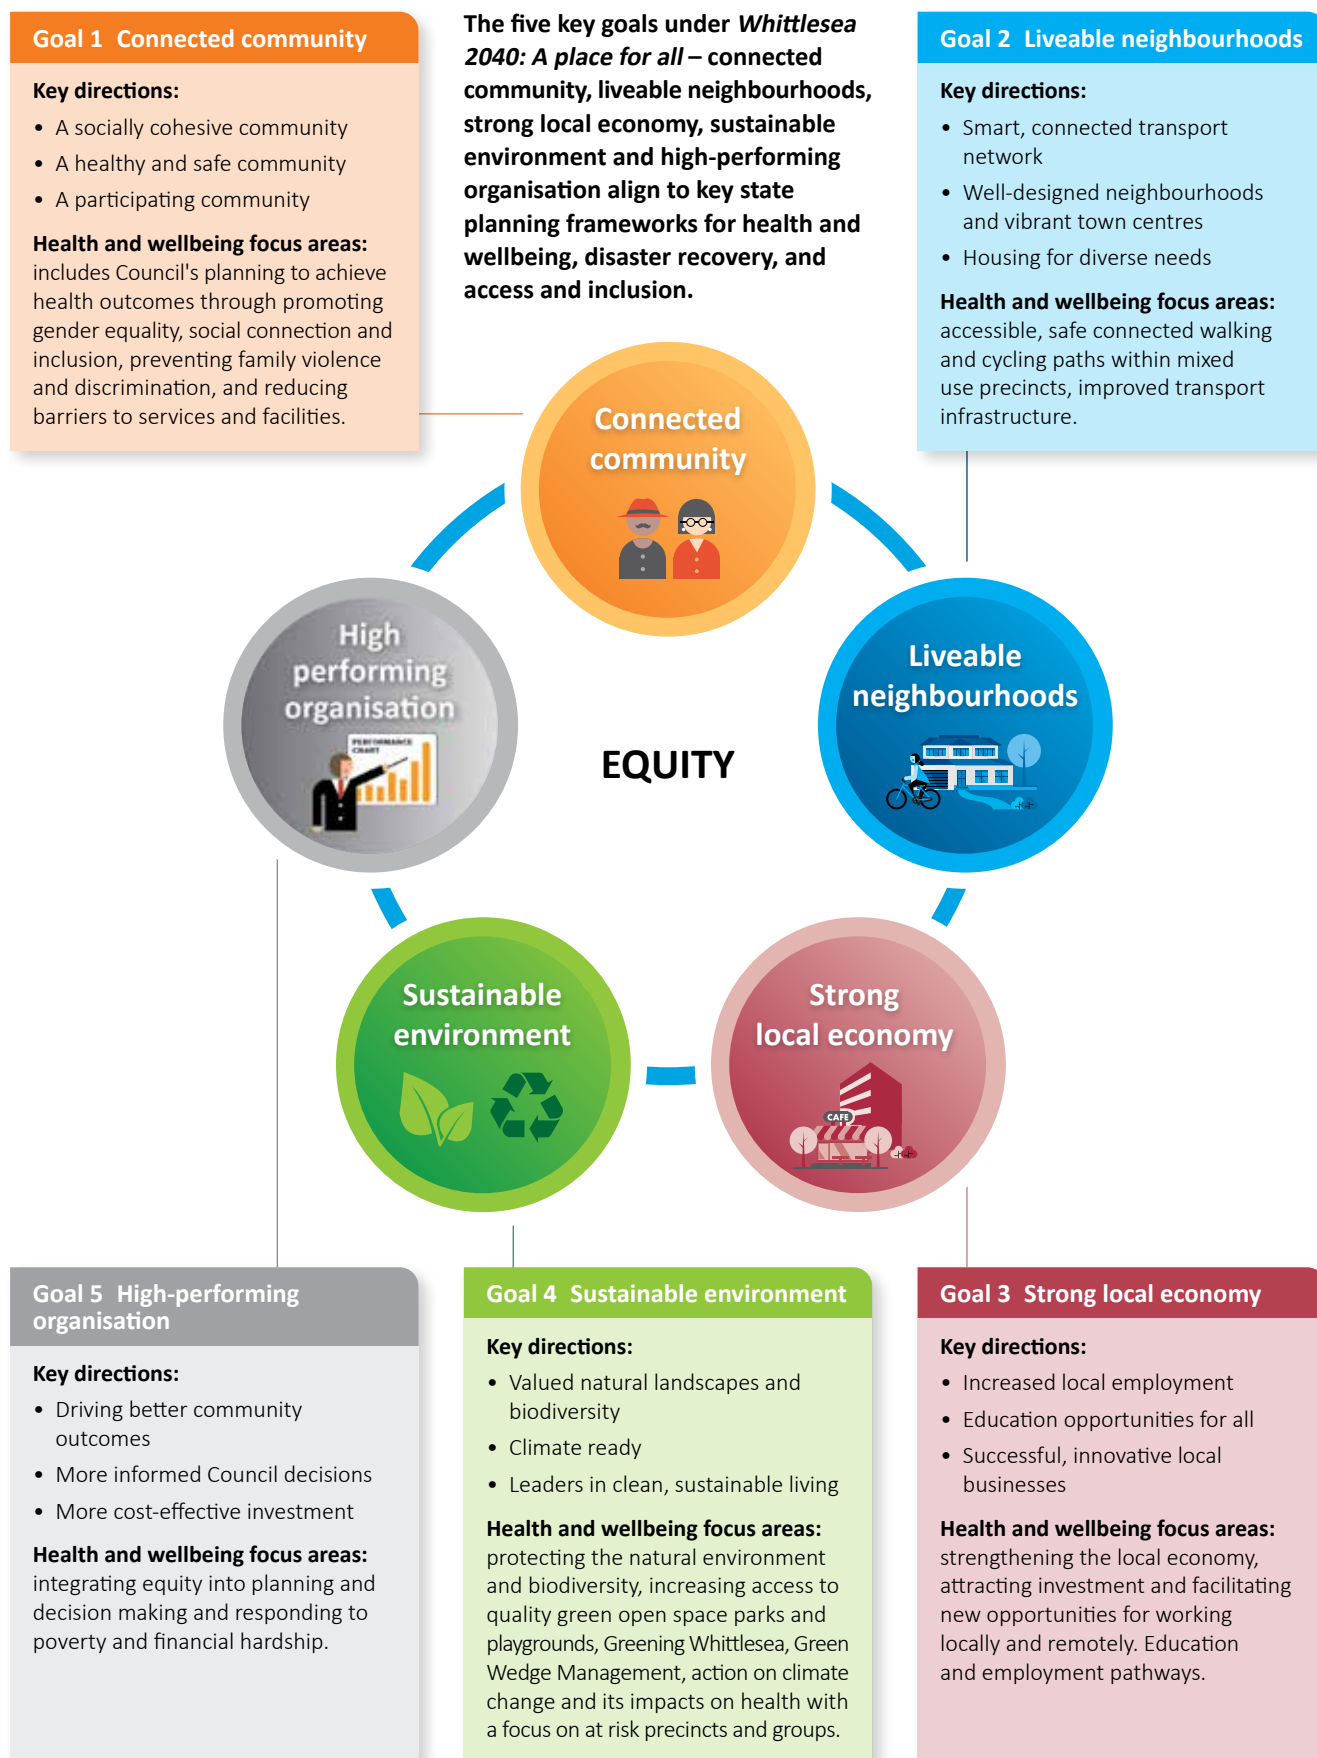 Goal 1 Connected community
Key directions:
• A socially cohesive community
• A healthy and safe community
• A participating community
Health and wellbeing focus areas:
includes Council's planning to achieve
health outcomes through promoting
gender equality, social connection and
inclusion, preventing family violence
and discrimination, and reducing
barriers to services and facilities.
The five key goals under Whittlesea
2040: A place for all – connected
community, liveable neighbourhoods,
strong local economy, sustainable
environment and high-performing
organisation align to key state
planning frameworks for health and
wellbeing, disaster recovery, and
access and inclusion.
Goal 2 Liveable neighbourhoods
Key directions:
• Smart, connected transport
network
• Well-designed neighbourhoods
and vibrant town centres
• Housing for diverse needs
Health and wellbeing focus areas:
accessible, safe connected walking
and cycling paths within mixed
use precincts, improved transport
infrastructure.
Connected
community
High
performing
organisation
PERFORMANCE
CHART
EQUITY
Liveable
neighbourhoods
Sustainable
environment
Strong
local economy
CAFE
Goal 5 High-performing
organisation
Key directions:
• Driving better community
outcomes
• More informed Council decisions
• More cost-effective investment
Health and wellbeing focus areas:
integrating equity into planning and
decision making and responding to
poverty and financial hardship.
Goal 4 Sustainable environment
Key directions:
• Valued natural landscapes and
biodiversity
• Climate ready
• Leaders in clean, sustainable living
Health and wellbeing focus areas:
protecting the natural environment
and biodiversity, increasing access to
quality green open space parks and
playgrounds, Greening Whittlesea, Green
Wedge Management, action on climate
change and its impacts on health with
a focus on at risk precincts and groups.
Goal 3 Strong local economy
Key directions:
• Increased local employment
• Education opportunities for all
• Successful, innovative local
businesses
Health and wellbeing focus areas:
strengthening the local economy,
attracting investment and facilitating
new opportunities for working
locally and remotely. Education
and employment pathways.